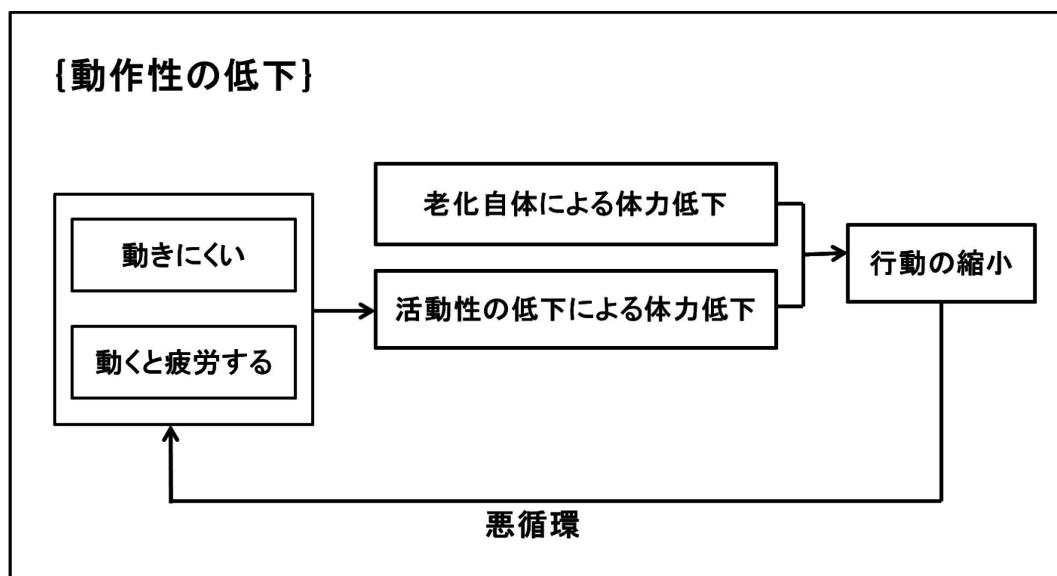 {動作性の低下}
動きにくい
動くと疲労する
老化自体による体力低下
活動性の低下による体力低下
行動の縮小
悪循環